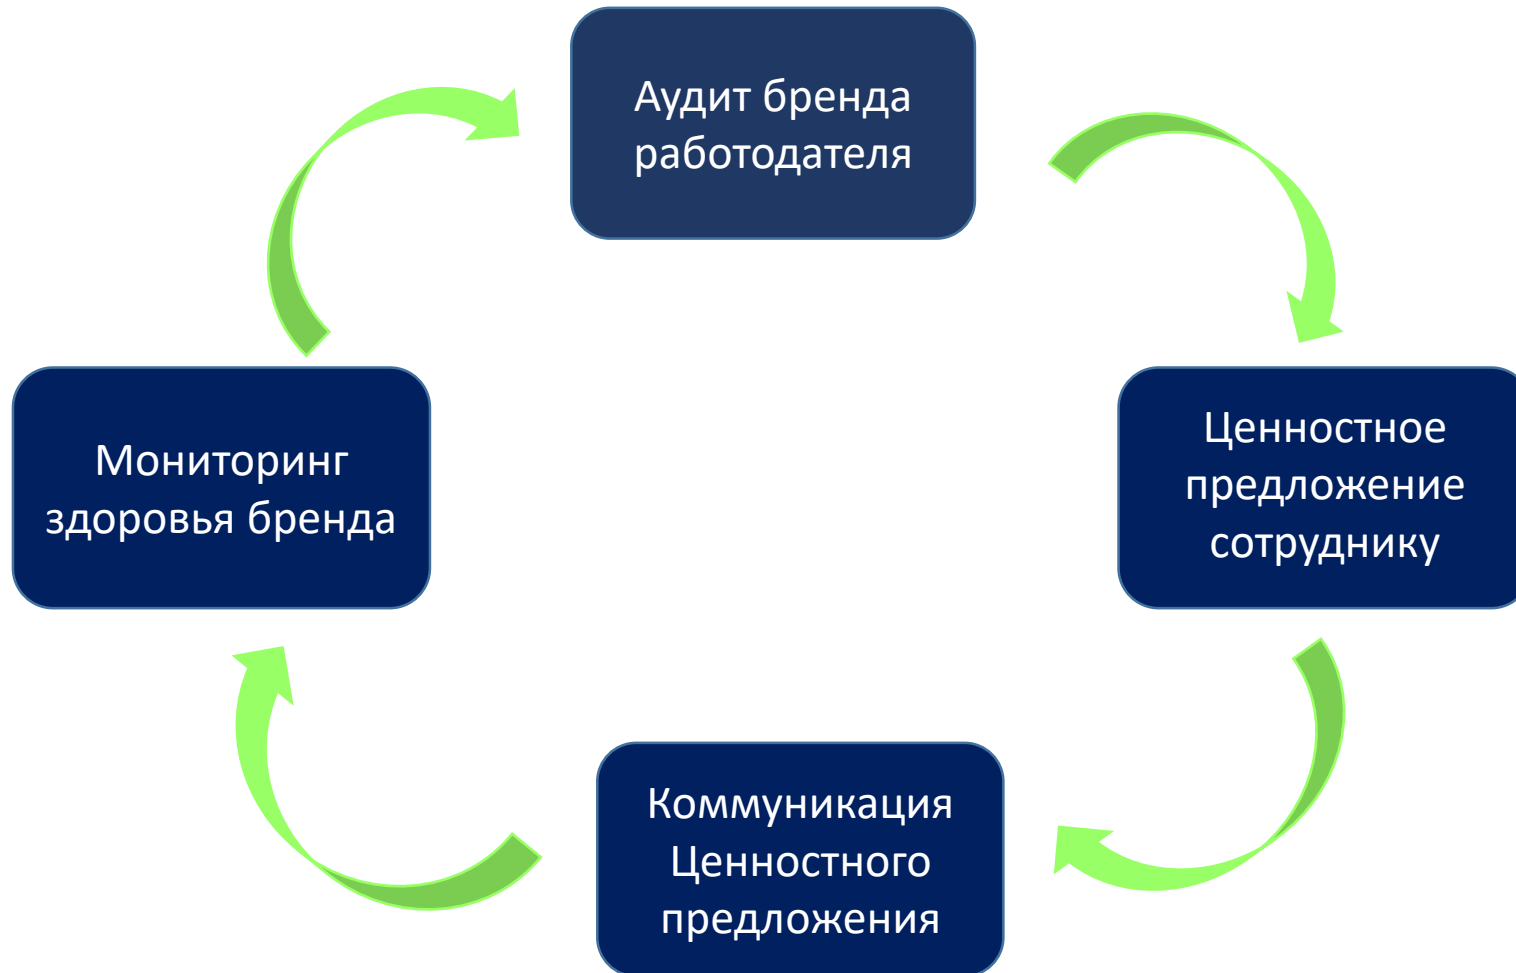 Аудит бренда
работодателя
Ценностное
предложение
сотруднику
Мониторинг
здоровья бренда
Коммуникация
Ценностного
предложения